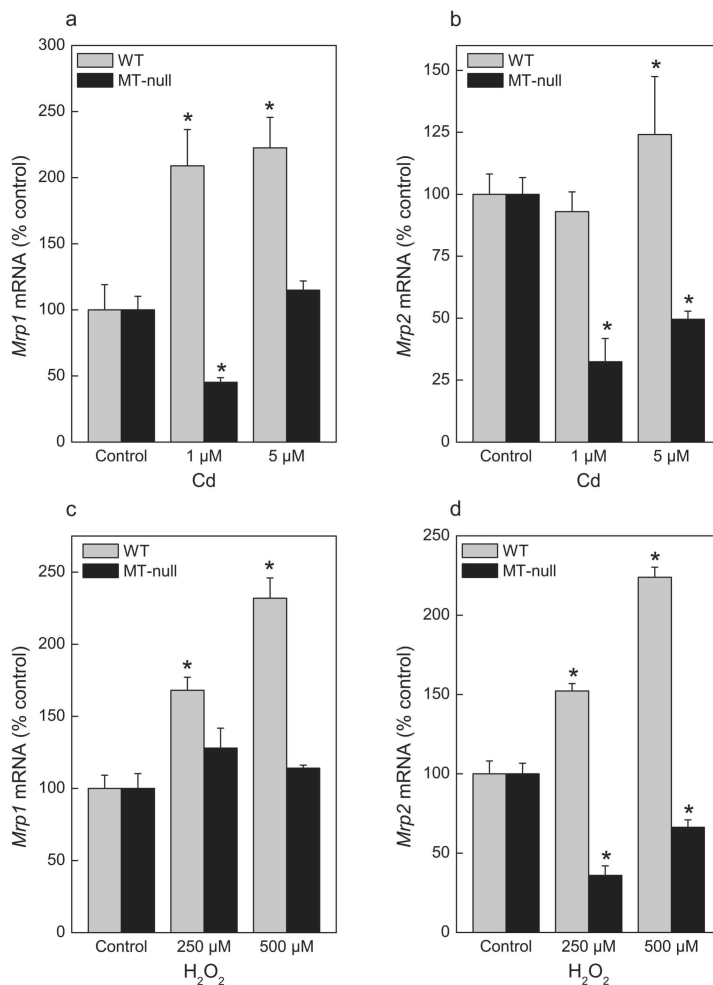 a
300
250
200
150
100
50
0
Mrp1 mRNA (% control)
WT
MT-null
*
*
*
Control
1 µM
5 µM
Cd
b
150
125
100
75
50
25
0
Mrp2 mRNA (% control)
WT
MT-null
*
*
*
Control
1 µM
5 µM
Cd
c
250
200
150
100
50
0
Mrp1 mRNA (% control)
WT
MT-null
*
*
Control
250 µM
500 µM
H₂O₂
d
250
200
150
100
50
0
Mrp2 mRNA (% control)
WT
MT-null
*
*
*
*
Control
250 µM
500 µM
H₂O₂